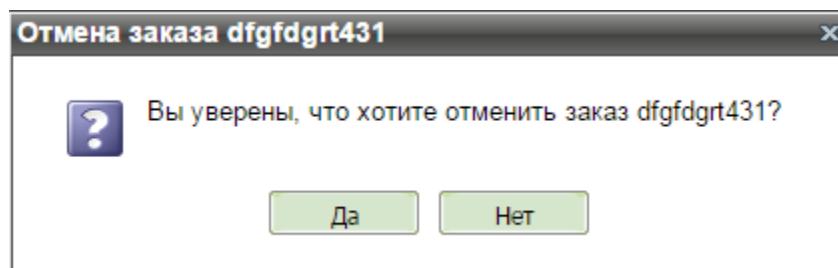 Отмена заказа dfgfdgrt431
Вы уверены, что хотите отменить заказ dfgfdgrt431?
Да Нет